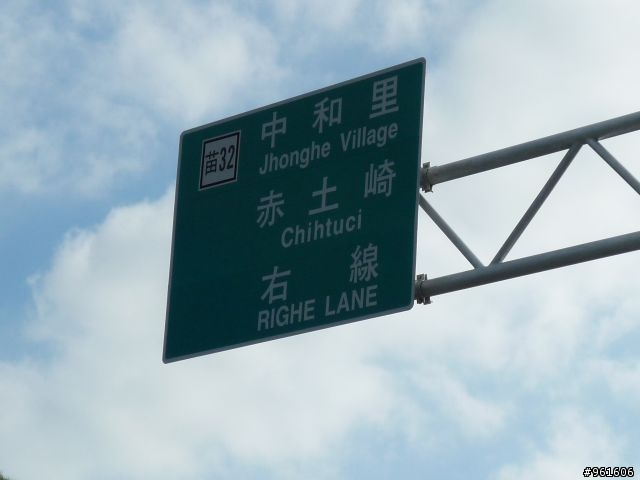 中和里
苗32
Jhonghe Village
赤土崎
Chihtuci
右線
RIGHE LANE
#961606